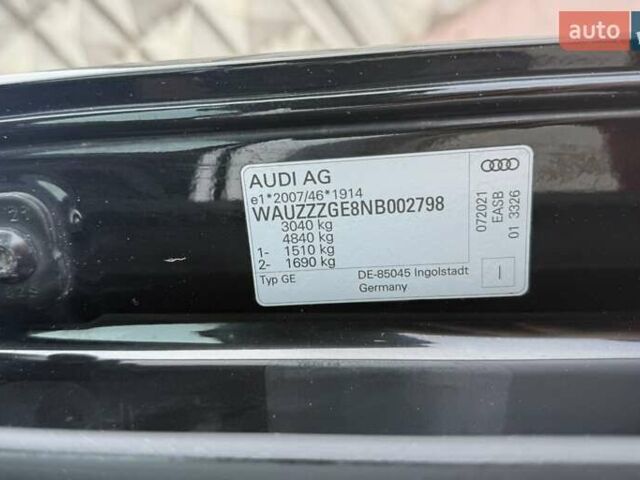 auto
AUDI AG
e1*2007/46*1914
WAUZZZGE8NB002798
3040 kg
4840 kg
1- 1510 kg
2- 1690 kg
Typ GE
DE-85045 Ingolstadt
Germany
072021
EASB
01 3326